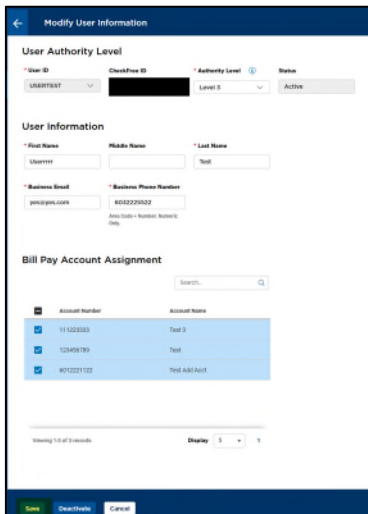 Modify User Information
User Authority Level
* User ID CheckFree ID * Authority Level Status
USERTEST Level 3 Active
User Information
* First Name Middle Name * Last Name
Userrrrr Test
* Business Email * Business Phone Number
yes@yes.com 6032225522
Area Code + Number. Numeric
Only.
Bill Pay Account Assignment
Search...
Account Number Account Name
111223333 Test 3
123456789 Test
6012221122 Test Add Acct
Viewing 1-3 of 3 records Display 5 1
Save Deactivate Cancel